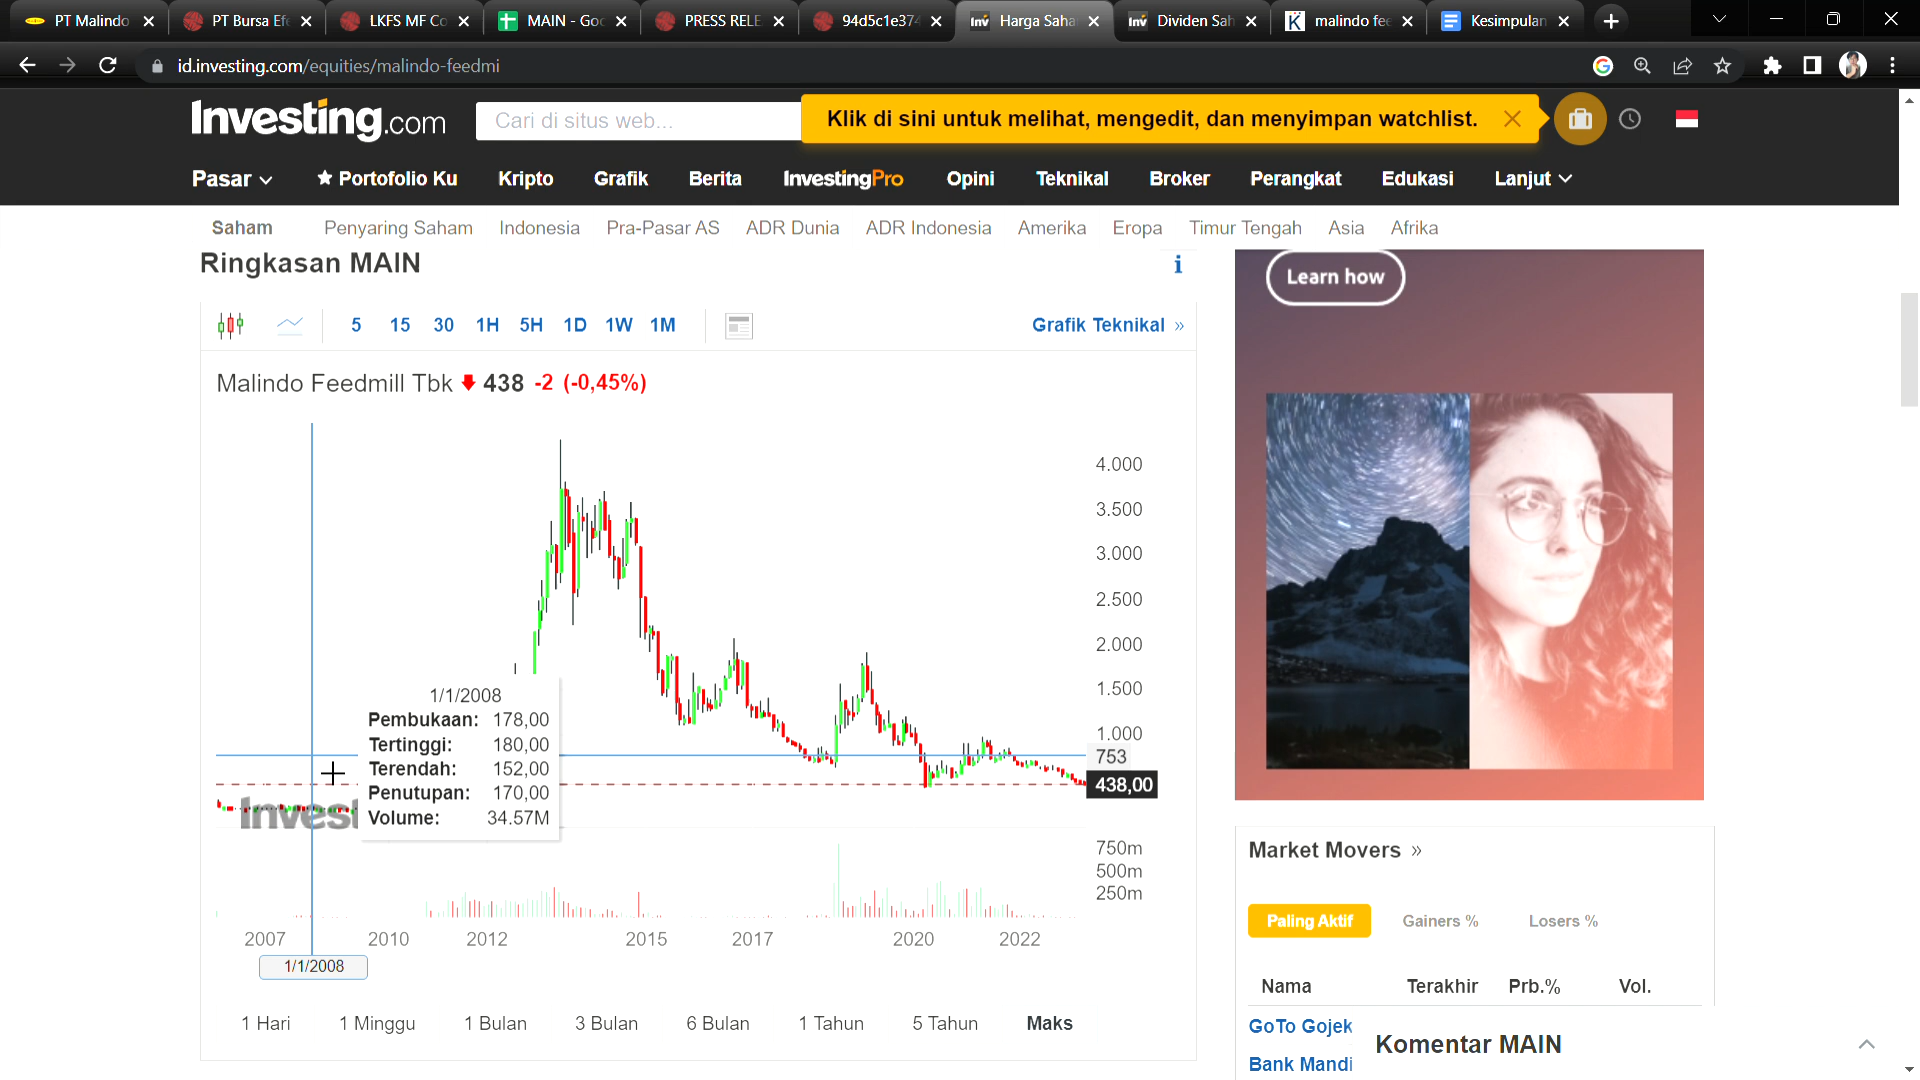 PT Malindo
PT Bursa Efe
LKFS MF Co
MAIN - Goo
PRESS RELE
94d5c1e374
Inv Harga Saha
Inv Dividen Sah
malindo fee
Kesimpulan
id.investing.com/equities/malindo-feedmi
Investing.com
Cari di situs web...
Klik di sini untuk melihat, mengedit, dan menyimpan watchlist.
Pasar Portofolio Ku Kripto Grafik Berita InvestingPro Opini Teknikal Broker Perangkat Edukasi Lanjut
Saham Penyaring Saham Indonesia Pra-Pasar AS ADR Dunia ADR Indonesia Amerika Eropa Timur Tengah Asia Afrika
Ringkasan MAIN
i
Learn how
5 15 30 1H 5H 1D 1W 1M
Grafik Teknikal »
Malindo Feedmill Tbk 438 -2 (-0,45%)
4.000
3.500
3.000
2.500
2.000
1.500
1.000
753
438,00
1/1/2008
Pembukaan: 178,00
Tertinggi: 180,00
Terendah: 152,00
Penutupan: 170,00
Volume: 34.57M
Invest
750m
500m
250m
2007 2010 2012 2015 2017 2020 2022
1/1/2008
1 Hari 1 Minggu 1 Bulan 3 Bulan 6 Bulan 1 Tahun 5 Tahun Maks
Market Movers »
Paling Aktif Gainers % Losers %
Nama Terakhir Prb.% Vol.
GoTo Gojek
Bank Mandi
Komentar MAIN